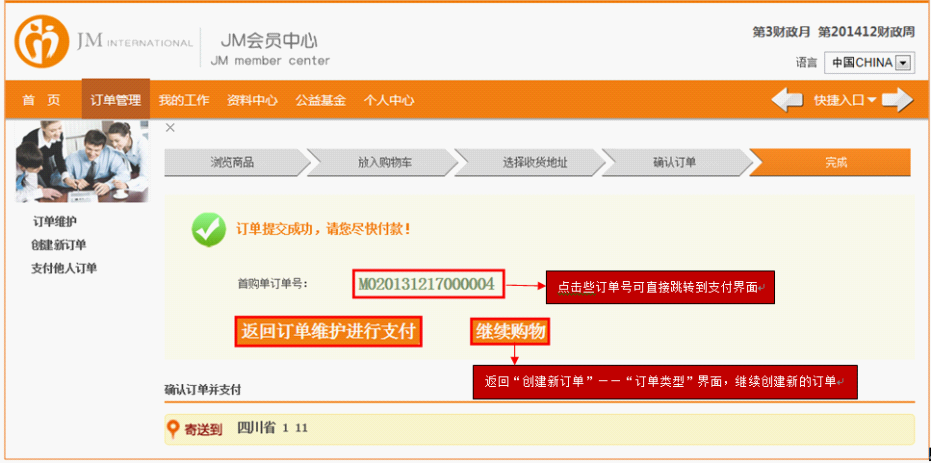 JM INTERNATIONAL
JM会员中心
JM member center
第3财政月 第201412财政周
语言 中国CHINA
首 页 订单管理 我的工作 资料中心 公益基金 个人中心 快捷入口
×
浏览商品 放入购物车 选择收货地址 确认订单 完成
订单维护
创建新订单
支付他人订单
订单提交成功，请您尽快付款！
首购单订单号： MO20131217000004 点击些订单号可直接跳转到支付界面
返回订单维护进行支付 继续购物
返回“创建新订单”——“订单类型”界面，继续创建新的订单
确认订单并支付
寄送到 四川省 1 11